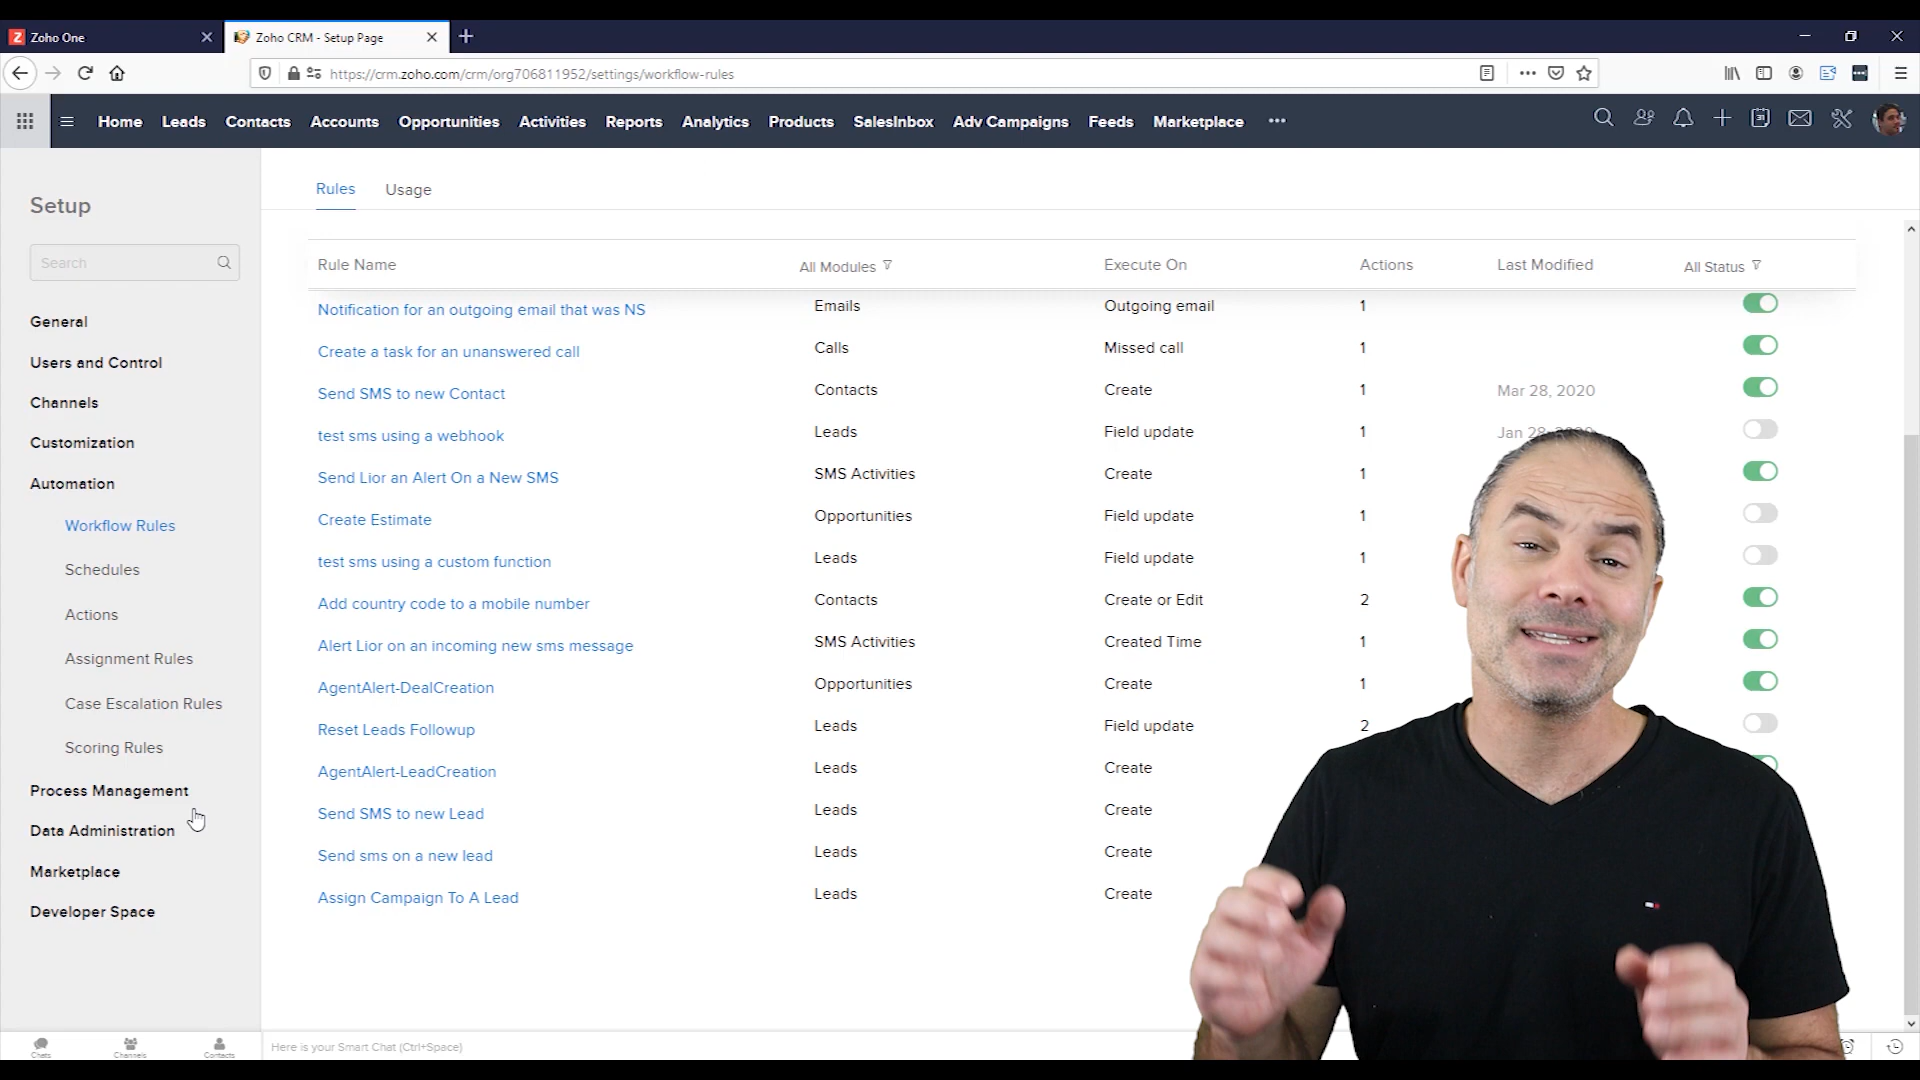 Zoho One
Zoho CRM - Setup Page
https://crm.zoho.com/crm/org706811952/settings/workflow-rules
Home Leads Contacts Accounts Opportunities Activities Reports Analytics Products SalesInbox Adv Campaigns Feeds Marketplace
Setup
Search
General
Users and Control
Channels
Customization
Automation
Workflow Rules
Schedules
Actions
Assignment Rules
Case Escalation Rules
Scoring Rules
Process Management
Data Administration
Marketplace
Developer Space
Rules Usage
Rule Name All Modules Execute On Actions Last Modified All Status
Notification for an outgoing email that was NS Emails Outgoing email 1
Create a task for an unanswered call Calls Missed call 1
Send SMS to new Contact Contacts Create 1 Mar 28, 2020
test sms using a webhook Leads Field update 1 Jan 28, 2020
Send Lior an Alert On a New SMS SMS Activities Create 1
Create Estimate Opportunities Field update 1
test sms using a custom function Leads Field update 1
Add country code to a mobile number Contacts Create or Edit 2
Alert Lior on an incoming new sms message SMS Activities Created Time 1
AgentAlert-DealCreation Opportunities Create 1
Reset Leads Followup Leads Field update 2
AgentAlert-LeadCreation Leads Create
Send SMS to new Lead Leads Create
Send sms on a new lead Leads Create
Assign Campaign To A Lead Leads Create
Chats Channels Contacts
Here is your Smart Chat (Ctrl+Space)